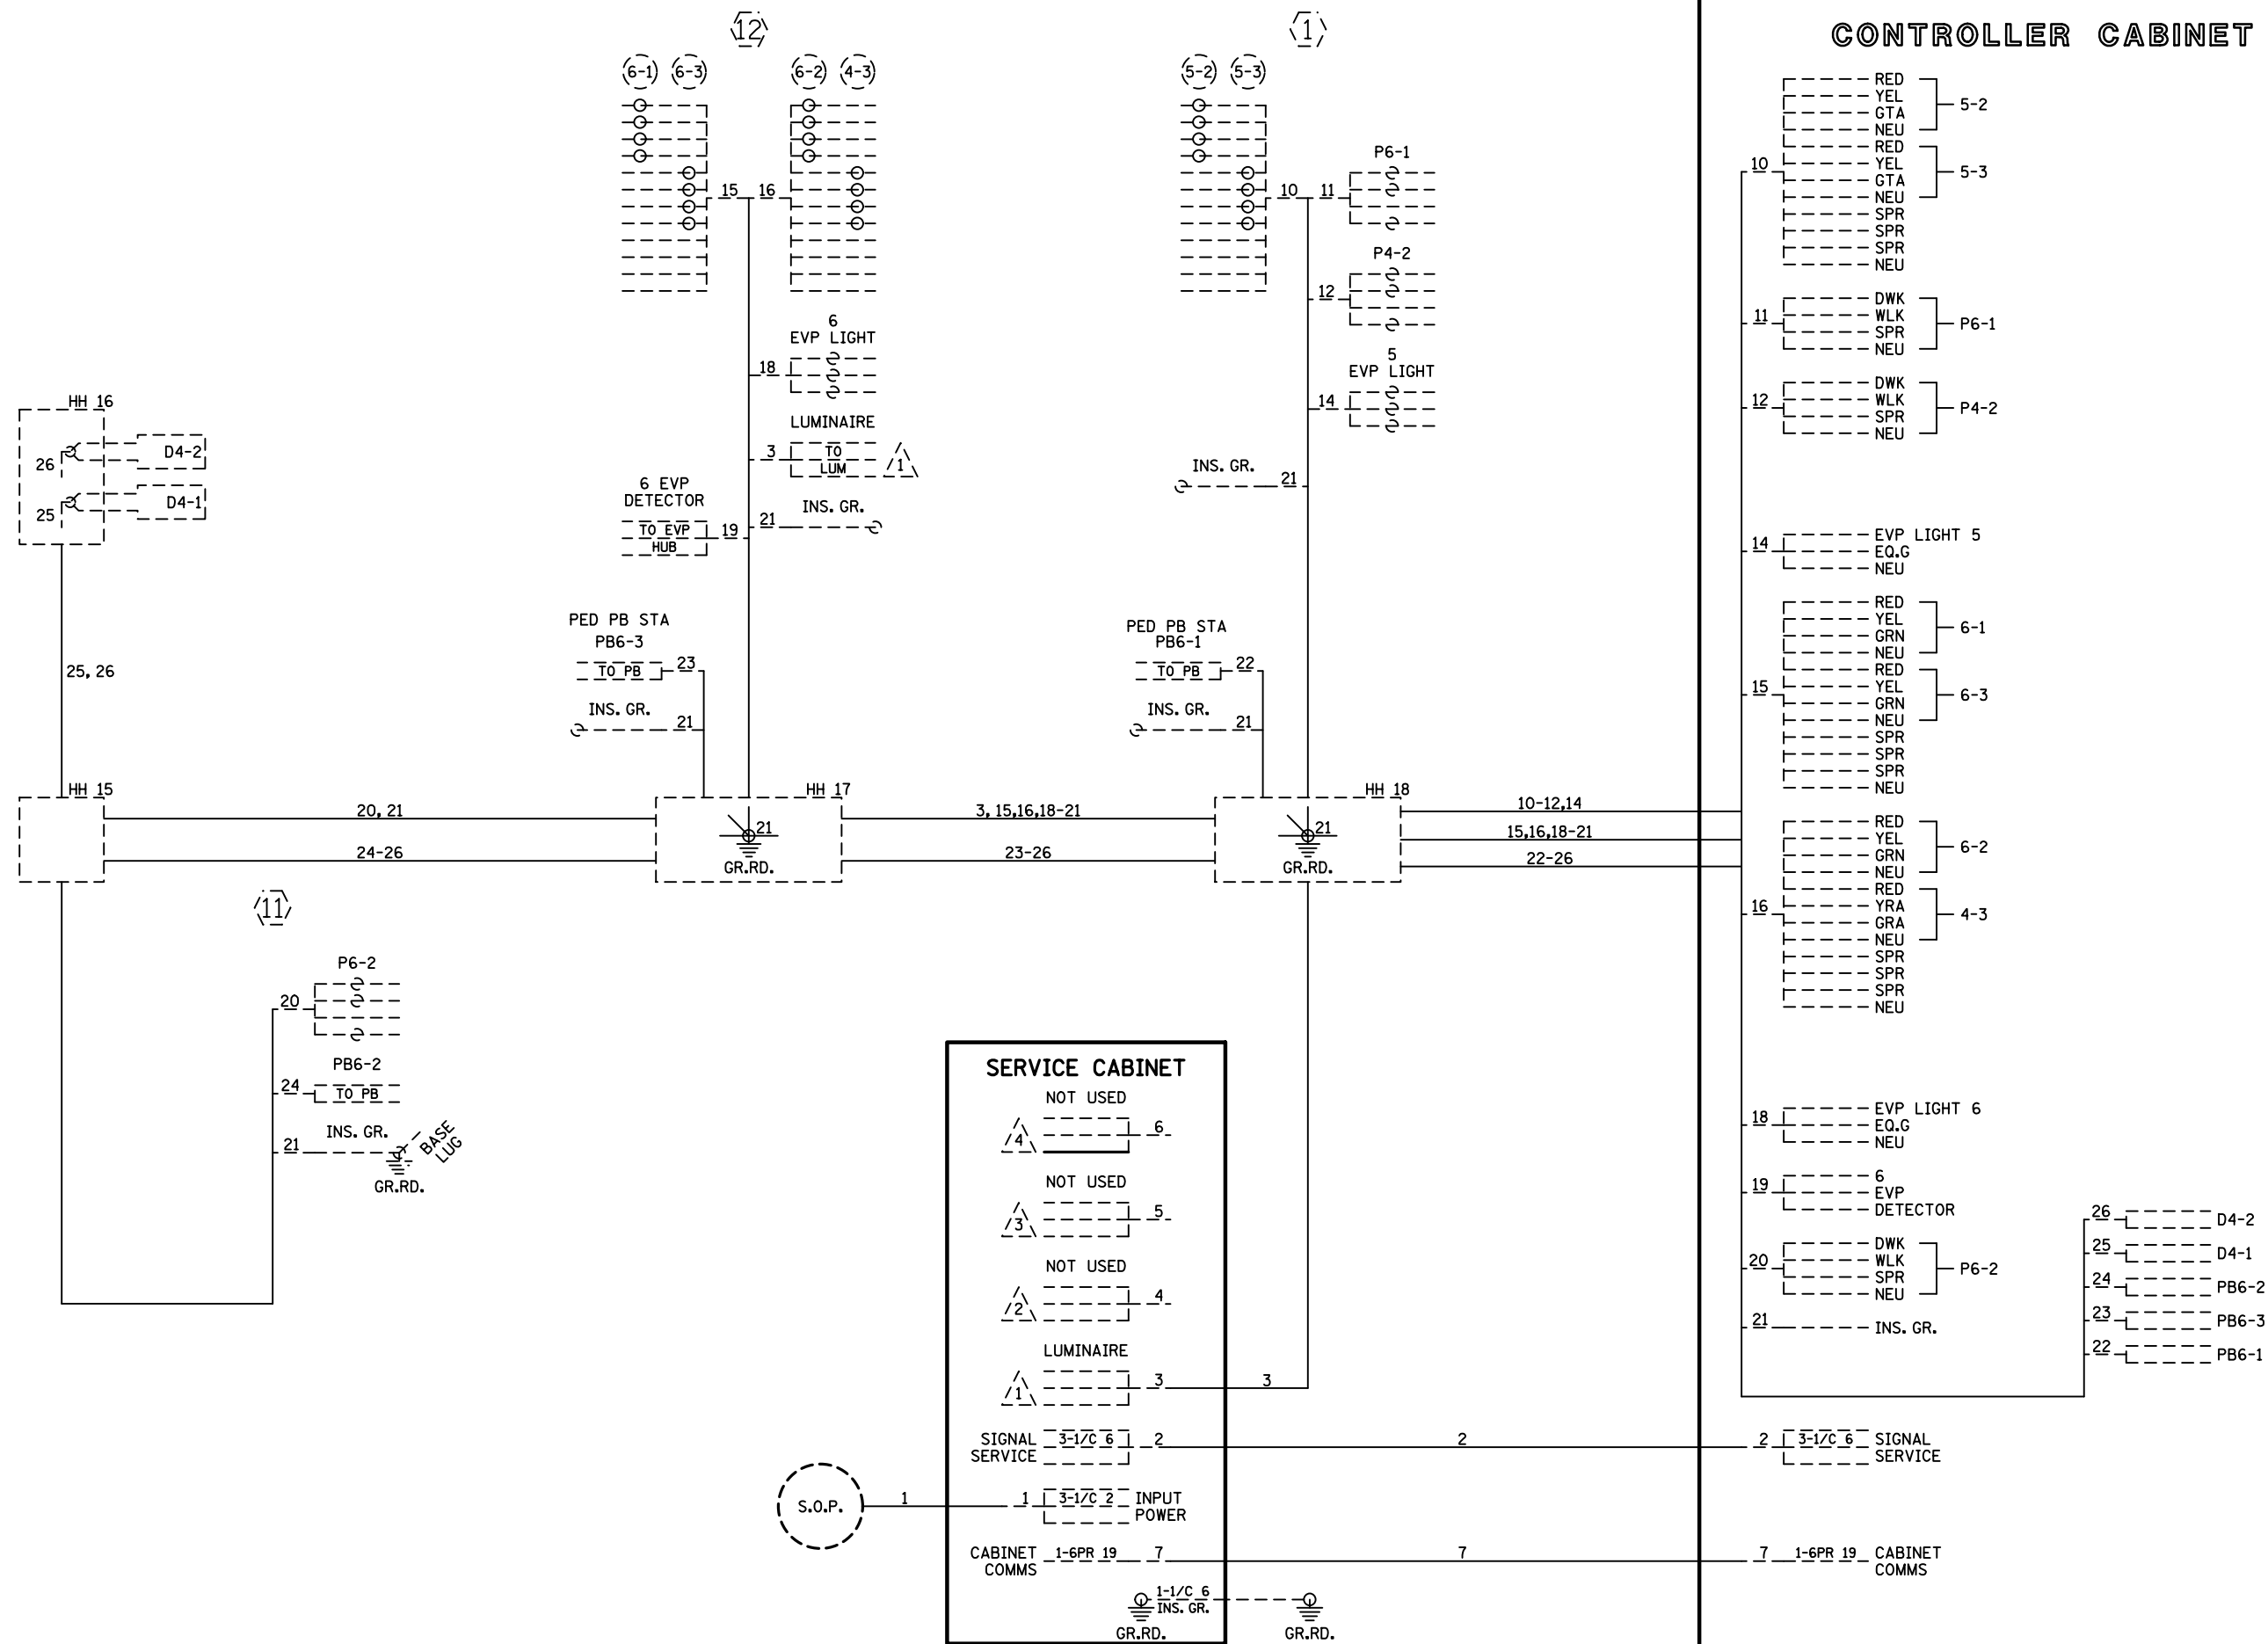 CONTROLLER CABINET
12
6-1 6-3 6-2 4-3
15 16
6
EVP LIGHT
18
LUMINAIRE
3 TO
LUM 1
6 EVP
DETECTOR
TO EVP 19
HUB
21 INS. GR.
PED PB STA
PB6-3
TO PB 23
INS. GR.
21
1
5-2 5-3
10 11
P6-1
P4-2
12
5
EVP LIGHT
14
INS. GR.
21
PED PB STA
PB6-1
TO PB 22
INS. GR.
21
HH 16
26 D4-2
25 D4-1
25, 26
HH 15
20, 21
24-26
HH 17
21
GR.RD.
3, 15,16,18-21
23-26
HH 18
21
GR.RD.
10-12,14
15,16,18-21
22-26
11
P6-2
20
PB6-2
24 TO PB
21 INS. GR.
BASE
LUG
GR.RD.
SERVICE CABINET
NOT USED
4 6
NOT USED
3 5
NOT USED
2 4
LUMINAIRE
1 3 3
SIGNAL
SERVICE
3-1/C 6 2 2
S.O.P. 1 1 3-1/C 2
INPUT
POWER
CABINET
COMMS
1-6PR 19 7 7
1-1/C 6
INS. GR.
GR.RD. GR.RD.
10
RED
YEL
GTA
NEU
5-2
RED
YEL
GTA
NEU
5-3
SPR
SPR
SPR
NEU
11
DWK
WLK
SPR
NEU
P6-1
12
DWK
WLK
SPR
NEU
P4-2
14
EVP LIGHT 5
EQ.G
NEU
15
RED
YEL
GRN
NEU
6-1
RED
YEL
GRN
NEU
6-3
SPR
SPR
SPR
NEU
16
RED
YEL
GRN
NEU
6-2
RED
YRA
GRA
NEU
4-3
SPR
SPR
SPR
NEU
18
EVP LIGHT 6
EQ.G
NEU
19
6
EVP
DETECTOR
20
DWK
WLK
SPR
NEU
P6-2
21 INS. GR.
26 D4-2
25 D4-1
24 PB6-2
23 PB6-3
22 PB6-1
2 3-1/C 6 SIGNAL
SERVICE
7 1-6PR 19 CABINET
COMMS